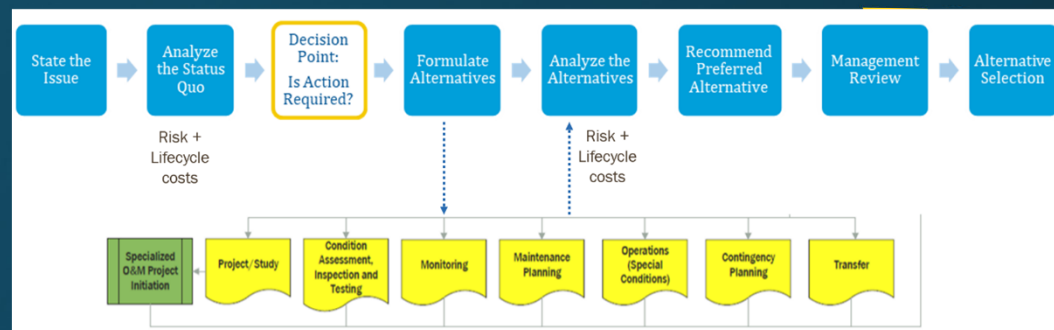 State the
Issue
Analyze
the Status
Quo
Decision
Point:
Is Action
Required?
Formulate
Alternatives
Analyze the
Alternatives
Recommend
Preferred
Alternative
Management
Review
Alternative
Selection
Risk +
Lifecycle
costs
Risk +
Lifecycle
costs
Specialized
O&M Project
Initiation
Project/Study
Condition
Assessment,
Inspection and
Testing
Monitoring
Maintenance
Planning
Operations
(Special
Conditions)
Contingency
Planning
Transfer